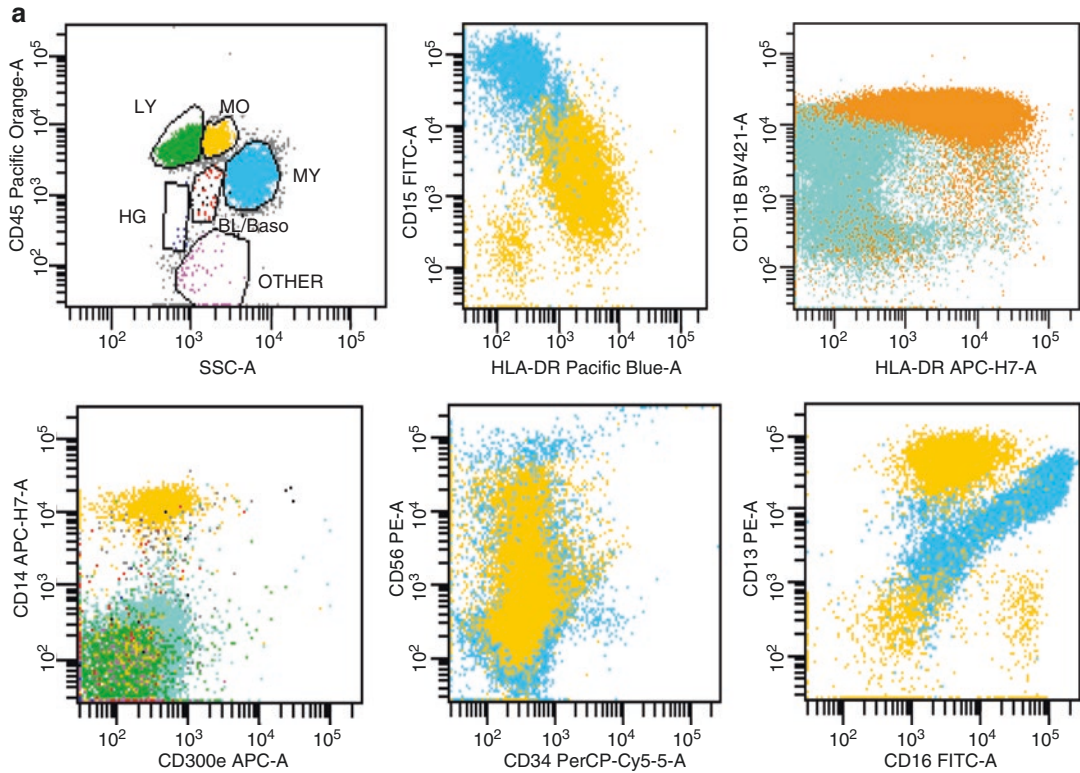 a
CD45 Pacific Orange-A
10^5
10^4
10^3
10^2
LY
MO
MY
HG
BL/Baso
OTHER
10^2 10^3 10^4 10^5
SSC-A
CD15 FITC-A
10^5
10^4
10^3
10^2
10^2 10^3 10^4 10^5
HLA-DR Pacific Blue-A
CD11B BV421-A
10^5
10^4
10^3
10^2
10^2 10^3 10^4 10^5
HLA-DR APC-H7-A
CD14 APC-H7-A
10^5
10^4
10^3
10^2
10^2 10^3 10^4 10^5
CD300e APC-A
CD56 PE-A
10^5
10^4
10^3
10^2
10^2 10^3 10^4 10^5
CD34 PerCP-Cy5-5-A
CD13 PE-A
10^5
10^4
10^3
10^2
10^2 10^3 10^4 10^5
CD16 FITC-A